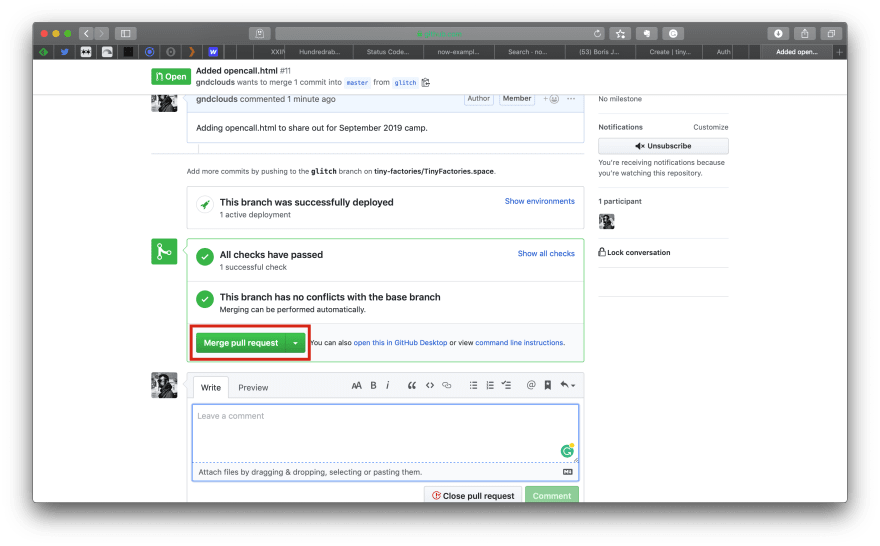 XXII
Hundredrab...
Status Code...
now-exampl...
Search · no...
(53) Boris J...
Create | tiny...
Auth
Added open...
Open
Added opencall.html #11
gndclouds wants to merge 1 commit into master from glitch
gndclouds commented 1 minute ago
Author
Member
Adding opencall.html to share out for September 2019 camp.
No milestone
Notifications
Customize
Unsubscribe
You're receiving notifications because
you're watching this repository.
1 participant
Lock conversation
Add more commits by pushing to the glitch branch on tiny-factories/TinyFactories.space.
This branch was successfully deployed
1 active deployment
Show environments
All checks have passed
1 successful check
Show all checks
This branch has no conflicts with the base branch
Merging can be performed automatically.
Merge pull request
You can also open this in GitHub Desktop or view command line instructions.
Write
Preview
Leave a comment
Attach files by dragging & dropping, selecting or pasting them.
Close pull request
Comment